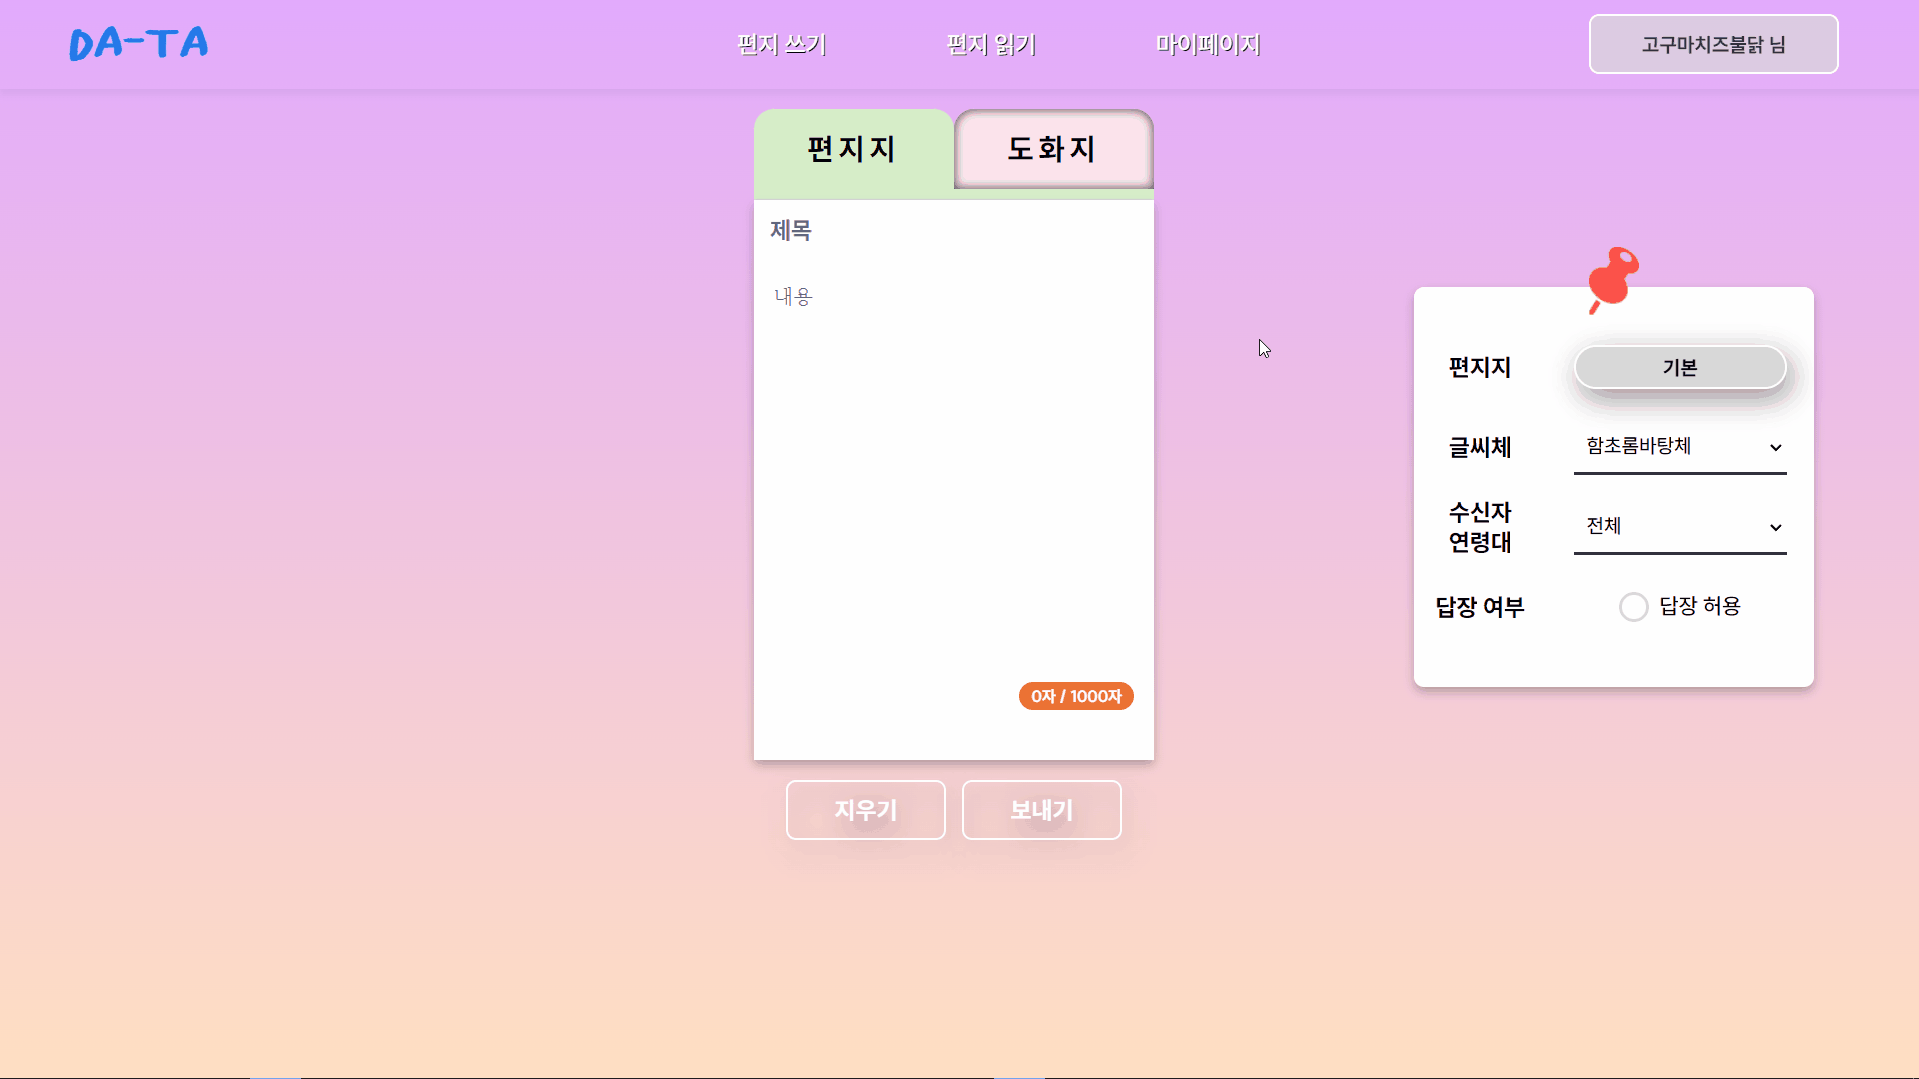 DA-TA
편지 쓰기
편지 읽기
마이페이지
고구마치즈불닭 님
편지지
도화지
제목
내용
0자 / 1000자
지우기
보내기
편지지
기본
글씨체
함초롬바탕체
수신자
연령대
전체
답장 여부
답장 허용